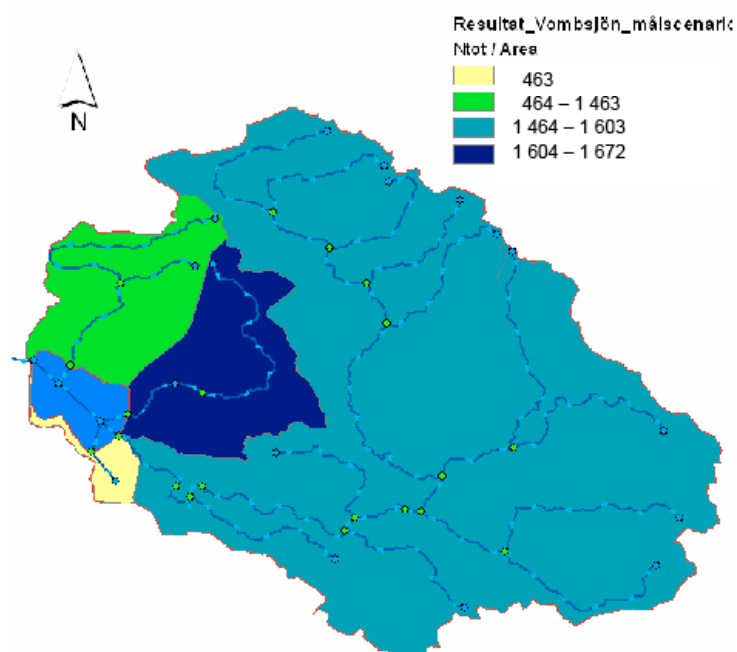 Resultat_Vombsjön_målscenario
Ntot / Area
463
464 – 1 463
1 464 – 1 603
1 604 – 1 672
N